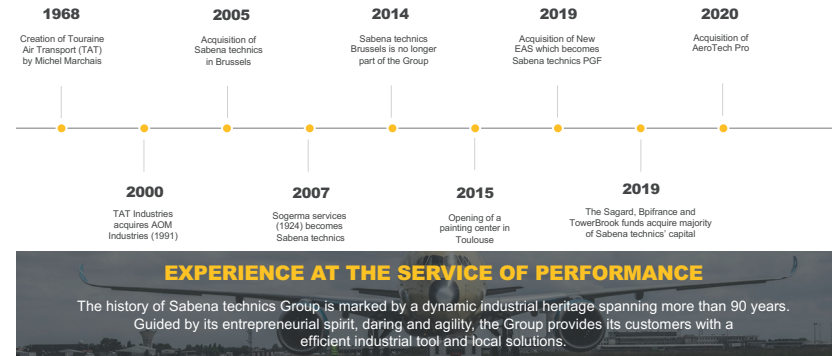 1968
Creation of Touraine
Air Transport (TAT)
by Michel Marchais
2005
Acquisition of
Sabena technics
in Brussels
2014
Sabena technics
Brussels is no longer
part of the Group
2019
Acquisition of New
EAS which becomes
Sabena technics PGF
2020
Acquisition of
AeroTech Pro
2000
TAT Industries
acquires AOM
Industries (1991)
2007
Sogerma services
(1924) becomes
Sabena technics
2015
Opening of a
painting center in
Toulouse
2019
The Sagard, Bpifrance and
TowerBrook funds acquire majority
of Sabena technics' capital
EXPERIENCE AT THE SERVICE OF PERFORMANCE
The history of Sabena technics Group is marked by a dynamic industrial heritage spanning more than 90 years.
Guided by its entrepreneurial spirit, daring and agility, the Group provides its customers with a
efficient industrial tool and local solutions.